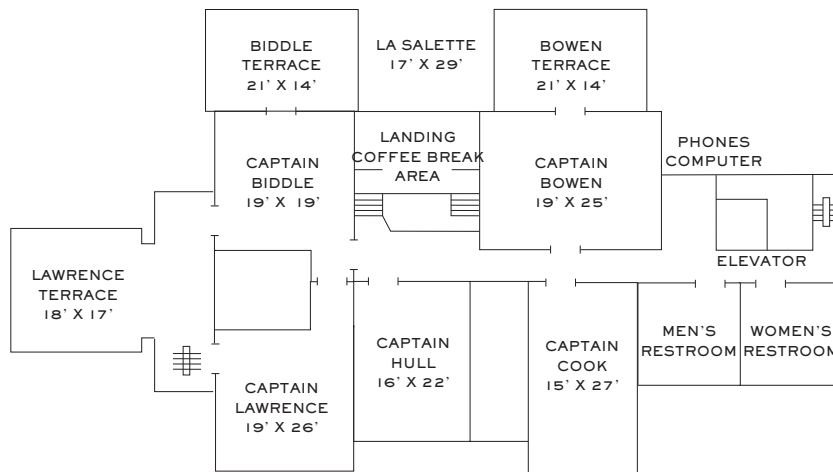 BIDDLE
TERRACE
21' X 14'
LA SALETTE
17' X 29'
BOWEN
TERRACE
21' X 14'
LANDING
COFFEE BREAK
AREA
PHONES
COMPUTER
CAPTAIN
BIDDLE
19' X 19'
CAPTAIN
BOWEN
19' X 25'
LAWRENCE
TERRACE
18' X 17'
ELEVATOR
CAPTAIN
HULL
16' X 22'
CAPTAIN
COOK
15' X 27'
MEN'S
RESTROOM
WOMEN'S
RESTROOM
CAPTAIN
LAWRENCE
19' X 26'